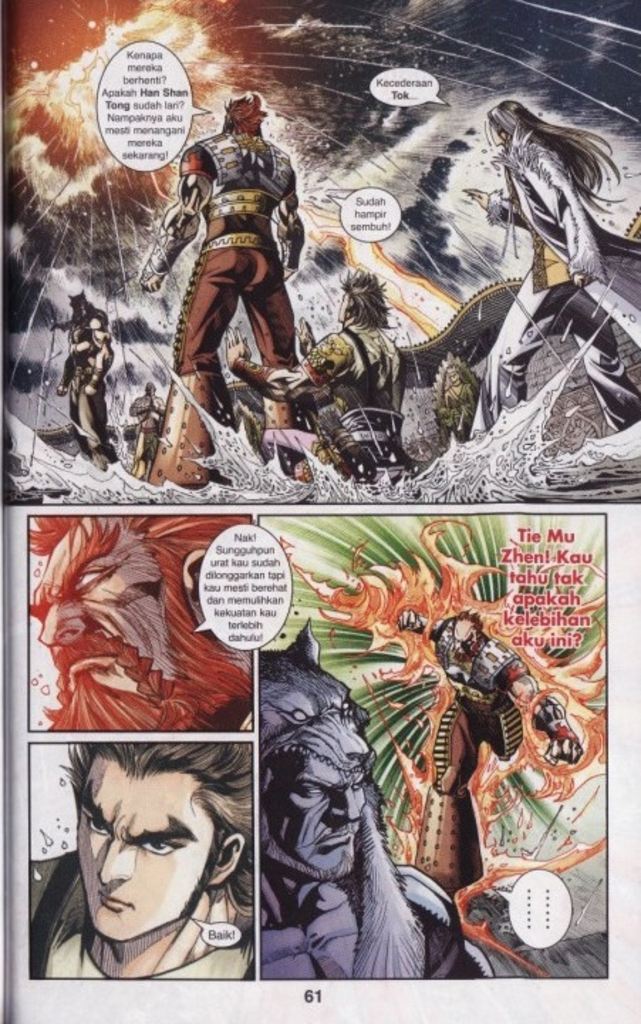 Kenapa
mereka
berhenti?
Apakah Han Shan
Tong sudah lari?
Nampaknya aku
mesti menangani
mereka
sekarang!
Kecederaan
Tok...
Sudah
hampir
sembuh!
Nak!
Sungguhpun
urat kau sudah
dilonggarkan tapi
kau mesti berehat
dan memulihkan
kekuatan kau
terlebih
dahulu!
Tie Mu
Zhen! Kau
tahu tak
apakah
kelebihan
aku ini?
Baik!
61